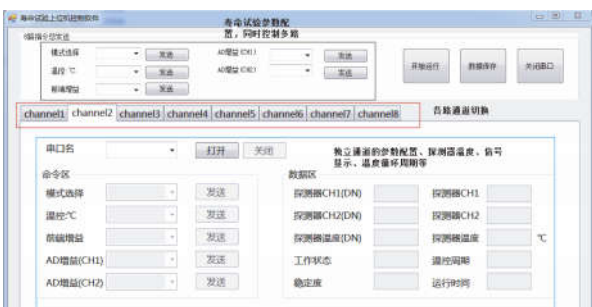 寿命试验上位机控制软件
寿命试验参数配
置，同时控制多路
模式选择 发送 AD增益(CH1) 发送
温控 ℃ 发送 AD增益(CH2) 发送
前端增益 发送
开始运行 数据保存 关闭串口
channel1 channel2 channel3 channel4 channel5 channel6 channel7 channel8 各路通道切换
串口名 打开 关闭
独立通道的参数配置、探测器温度、信号
显示、温度循环周期等
命令区 数据区
模式选择 发送 探测器CH1(DN) 探测器CH1
温控:℃ 发送 探测器CH2(DN) 探测器CH2
前端增益 发送 探测器温度(DN) 探测器温度 ℃
AD增益(CH1) 发送 工作状态 温控周期
AD增益(CH2) 发送 稳定度 运行时间